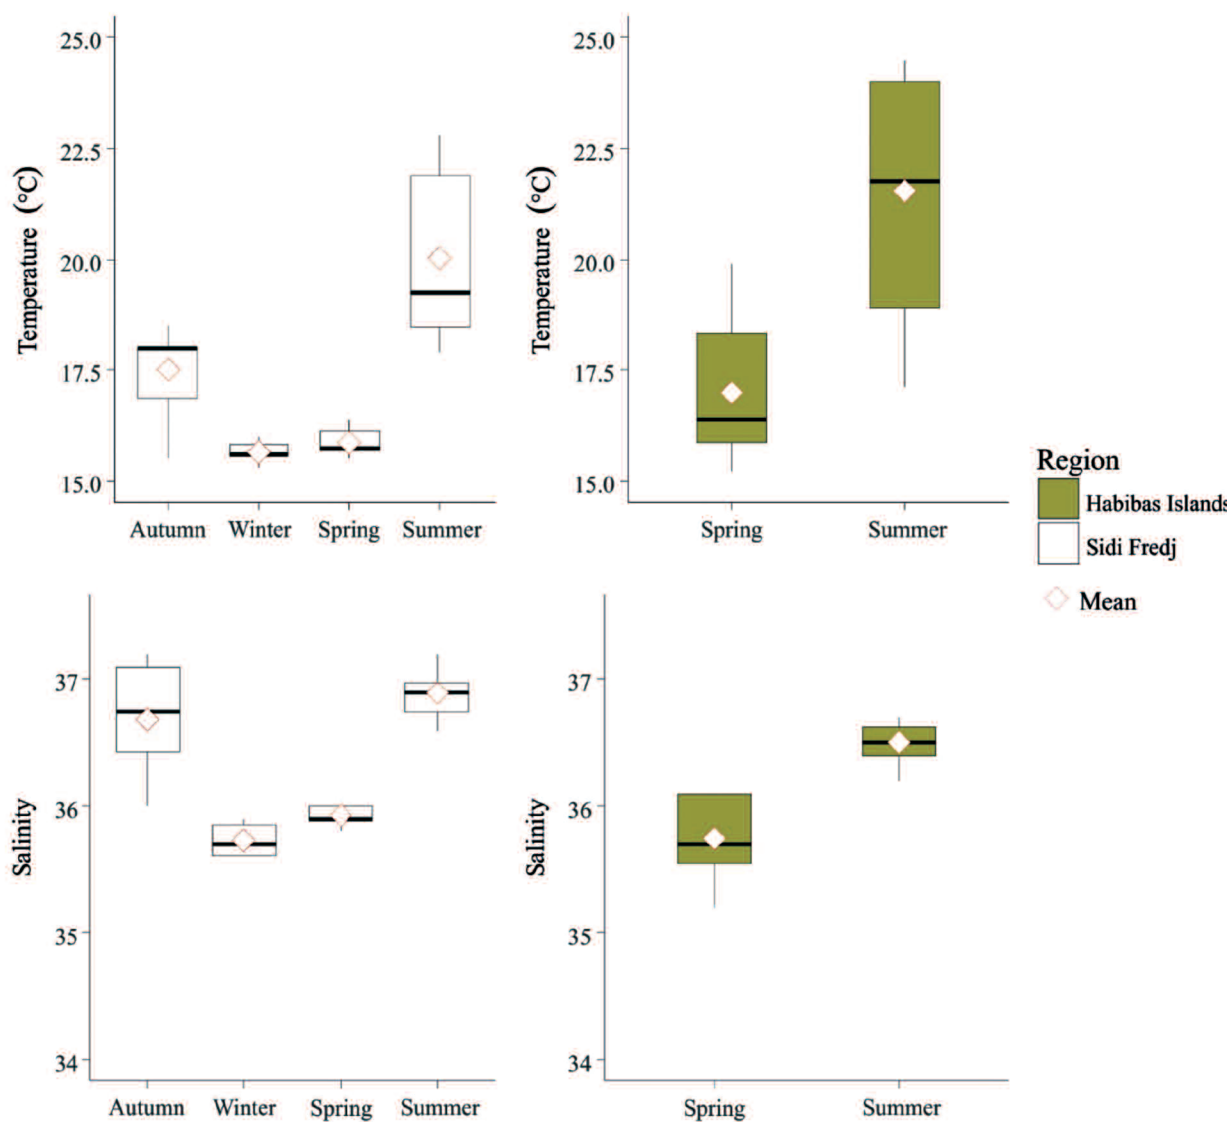 25.0
22.5
20.0
17.5
15.0
Temperature (°C)
Autumn Winter Spring Summer
25.0
22.5
20.0
17.5
15.0
Temperature (°C)
Spring Summer
Region
Habibas Islands
Sidi Fredj
Mean
37
36
35
34
Salinity
Autumn Winter Spring Summer
37
36
35
34
Salinity
Spring Summer